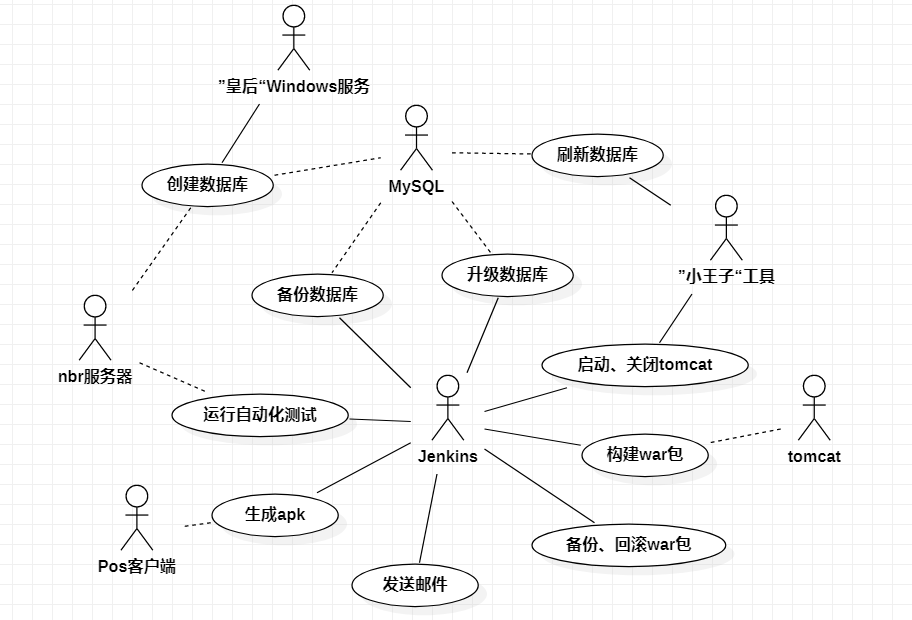 ”皇后“Windows服务
刷新数据库
创建数据库
MySQL
升级数据库
”小王子“工具
备份数据库
启动、关闭tomcat
nbr服务器
运行自动化测试
Jenkins
构建war包
tomcat
生成apk
备份、回滚war包
Pos客户端
发送邮件